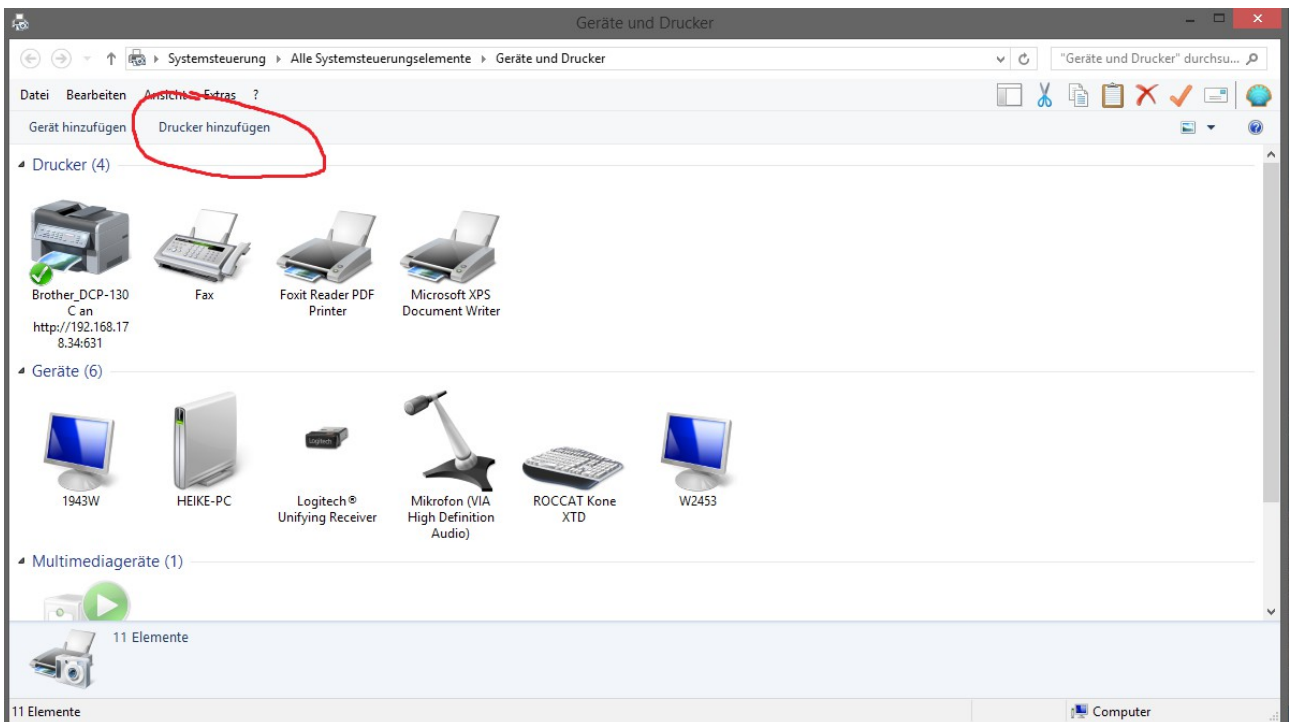 Geräte und Drucker
Systemsteuerung Alle Systemsteuerungselemente Geräte und Drucker
"Geräte und Drucker" durchsu...
Datei Bearbeiten Ansicht Extras ?
Gerät hinzufügen Drucker hinzufügen
Drucker (4)
Brother_DCP-130
C an
http://192.168.17
8.34:631
Fax
Foxit Reader PDF
Printer
Microsoft XPS
Document Writer
Geräte (6)
1943W
HEIKE-PC
Logitech
Logitech®
Unifying Receiver
Mikrofon (VIA
High Definition
Audio)
ROCCAT Kone
XTD
W2453
Multimediageräte (1)
11 Elemente
11 Elemente
Computer